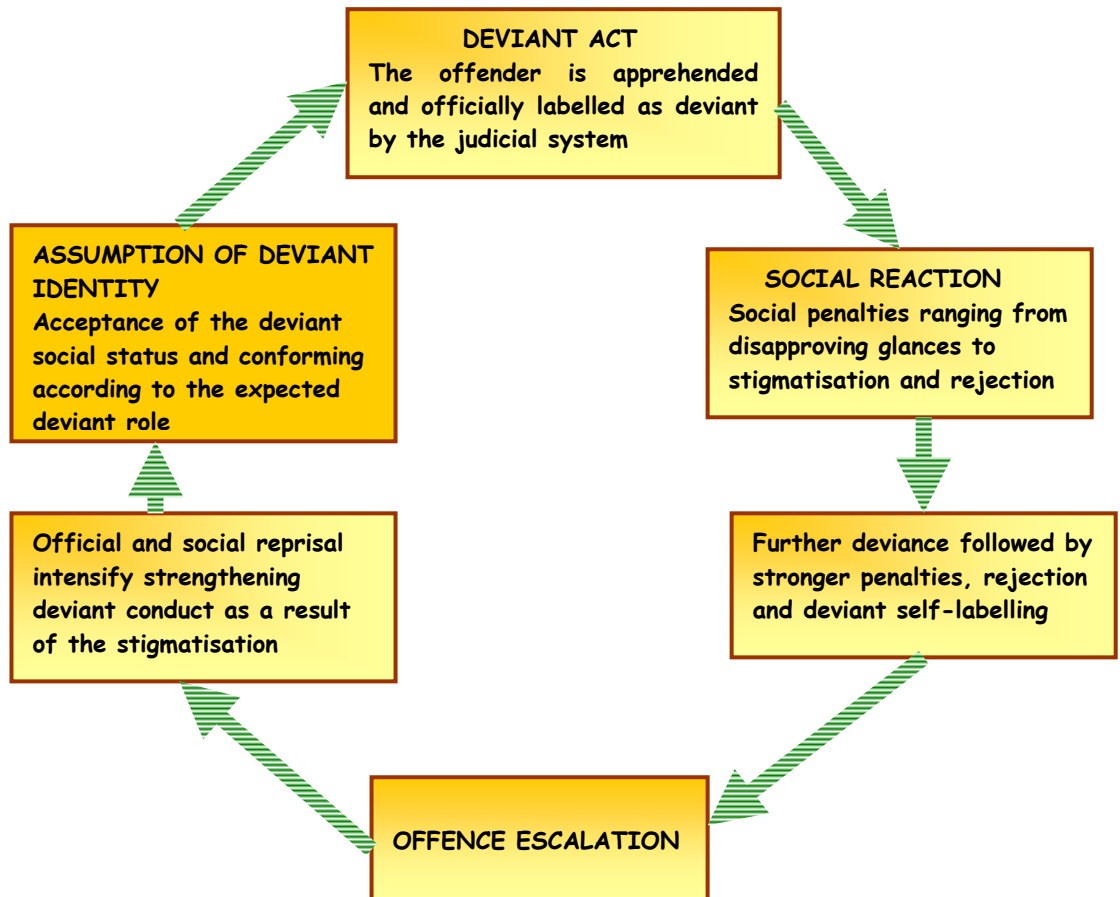 DEVIANT ACT
The offender is apprehended
and officially labelled as deviant
by the judicial system
SOCIAL REACTION
Social penalties ranging from
disapproving glances to
stigmatisation and rejection
Further deviance followed by
stronger penalties, rejection
and deviant self-labelling
OFFENCE ESCALATION
Official and social reprisal
intensify strengthening
deviant conduct as a result
of the stigmatisation
ASSUMPTION OF DEVIANT
IDENTITY
Acceptance of the deviant
social status and conforming
according to the expected
deviant role